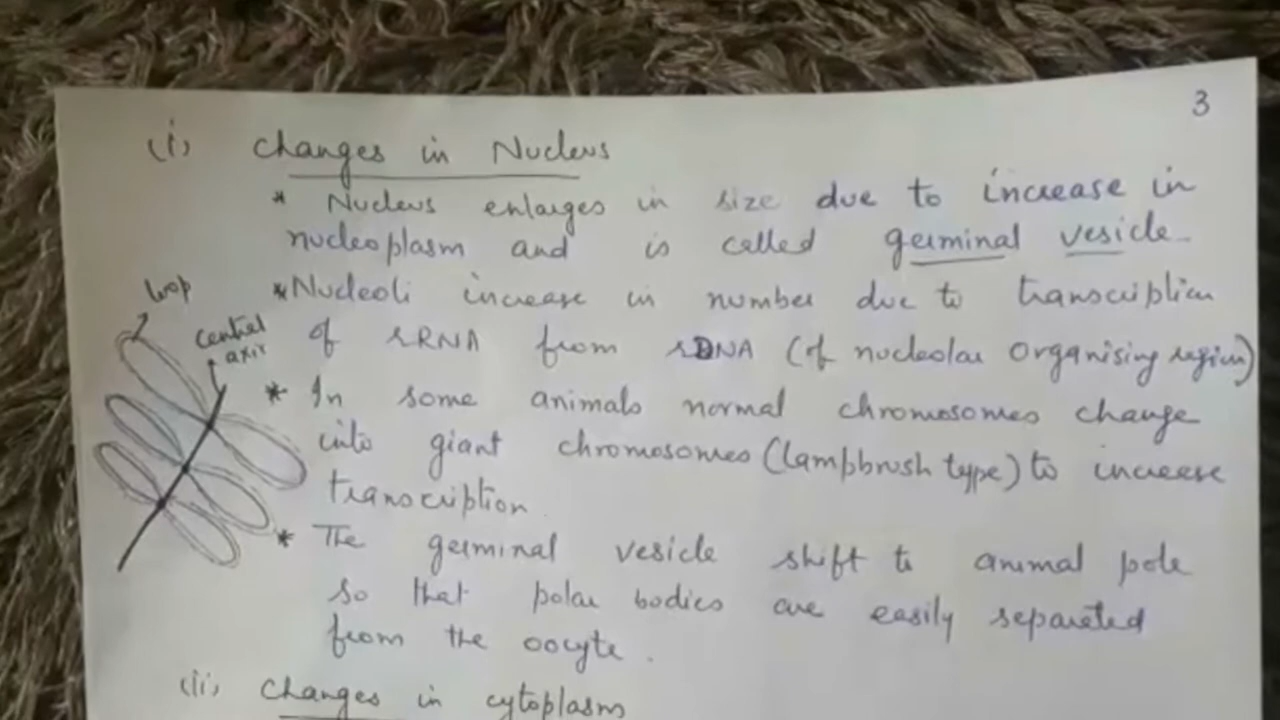 3
(i) Changes in Nucleus
* Nucleus enlarges in size due to increase in
nucleoplasm and is called germinal vesicle.
* Nucleoli increase in number due to transcription
of rRNA from rDNA (of nucleolar organising region)
loop
central
axis
* In some animals normal chromosomes change
into giant chromosomes (lampbrush type) to increase
transcription.
* The germinal vesicle shift to animal pole
so that polar bodies are easily separated
from the oocyte.
(ii) Changes in cytoplasm